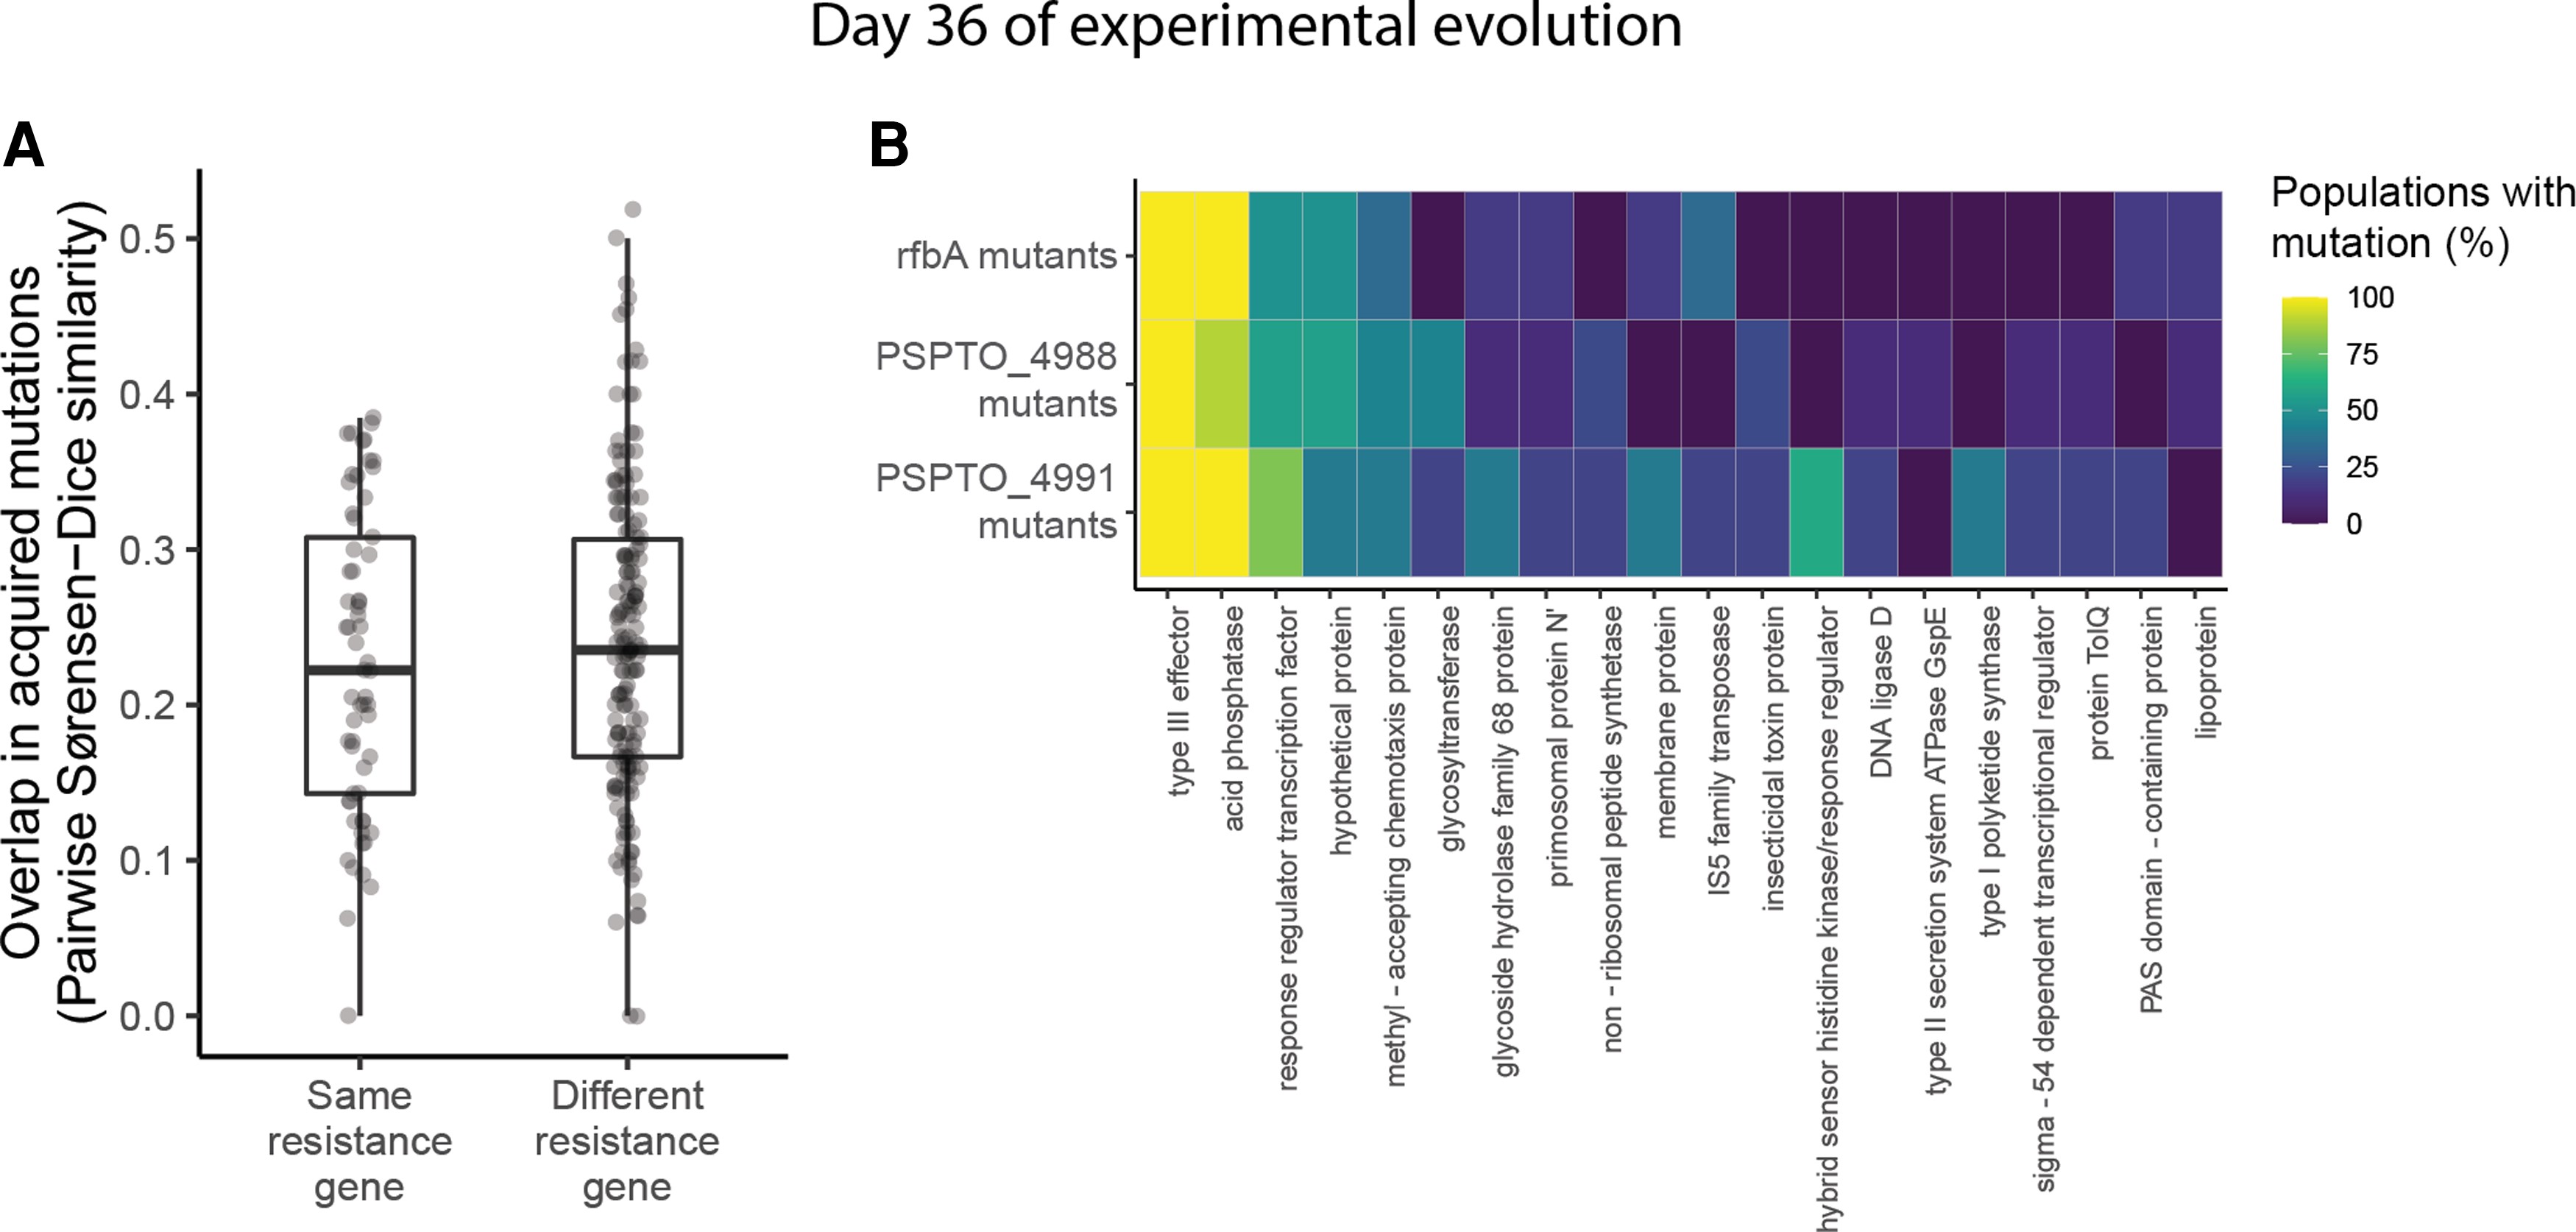 Day 36 of experimental evolution
A
Overlap in acquired mutations
(Pairwise Sørensen−Dice similarity)
0.5
0.4
0.3
0.2
0.1
0.0
Same
resistance
gene
Different
resistance
gene
B
rfbA mutants
PSPTO_4988
mutants
PSPTO_4991
mutants
type III effector
acid phosphatase
response regulator transcription factor
hypothetical protein
methyl - accepting chemotaxis protein
glycosyltransferase
glycoside hydrolase family 68 protein
primosomal protein N'
non - ribosomal peptide synthetase
membrane protein
IS5 family transposase
insecticidal toxin protein
hybrid sensor histidine kinase/response regulator
DNA ligase D
type II secretion system ATPase GspE
type I polyketide synthase
sigma - 54 dependent transcriptional regulator
protein TolQ
PAS domain - containing protein
lipoprotein
Populations with
mutation (%)
100
75
50
25
0